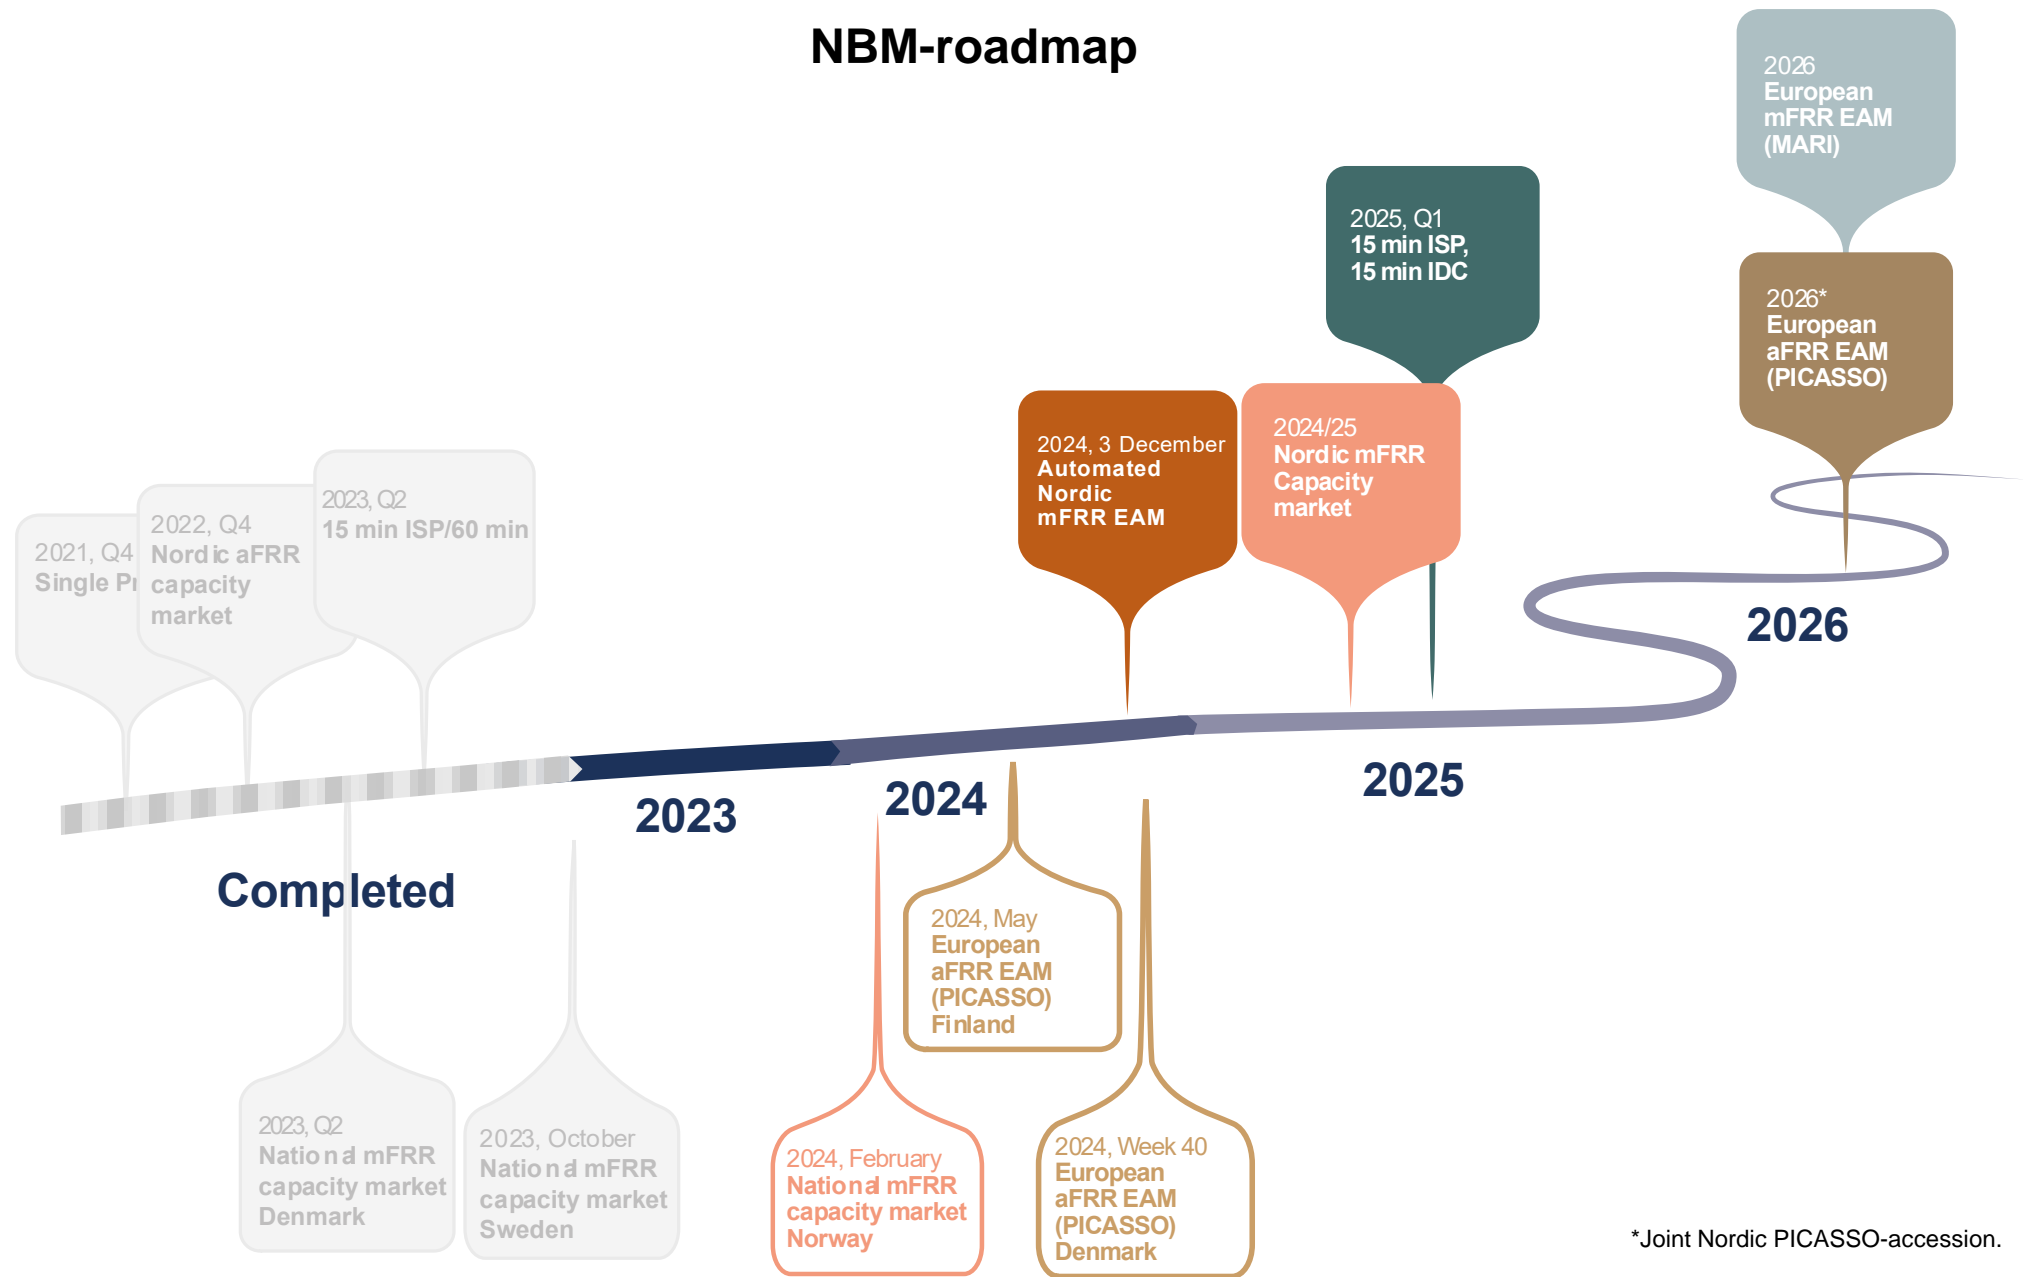 NBM-roadmap
2026
European
mFRR EAM
(MARI)
2025, Q1
15 min ISP,
15 min IDC
2026*
European
aFRR EAM
(PICASSO)
2024, 3 December
Automated
Nordic
mFRR EAM
2024/25
Nordic mFRR
Capacity
market
2023, Q2
15 min ISP/60 min
2022, Q4
Nordic aFRR
capacity
market
2021, Q4
Single
2026
2025
2024
2023
Completed
2024, May
European
aFRR EAM
(PICASSO)
Finland
2023, Q2
National mFRR
capacity market
Denmark
2023, October
National mFRR
capacity market
Sweden
2024, February
National mFRR
capacity market
Norway
2024, Week 40
European
aFRR EAM
(PICASSO)
Denmark
*Joint Nordic PICASSO-accession.